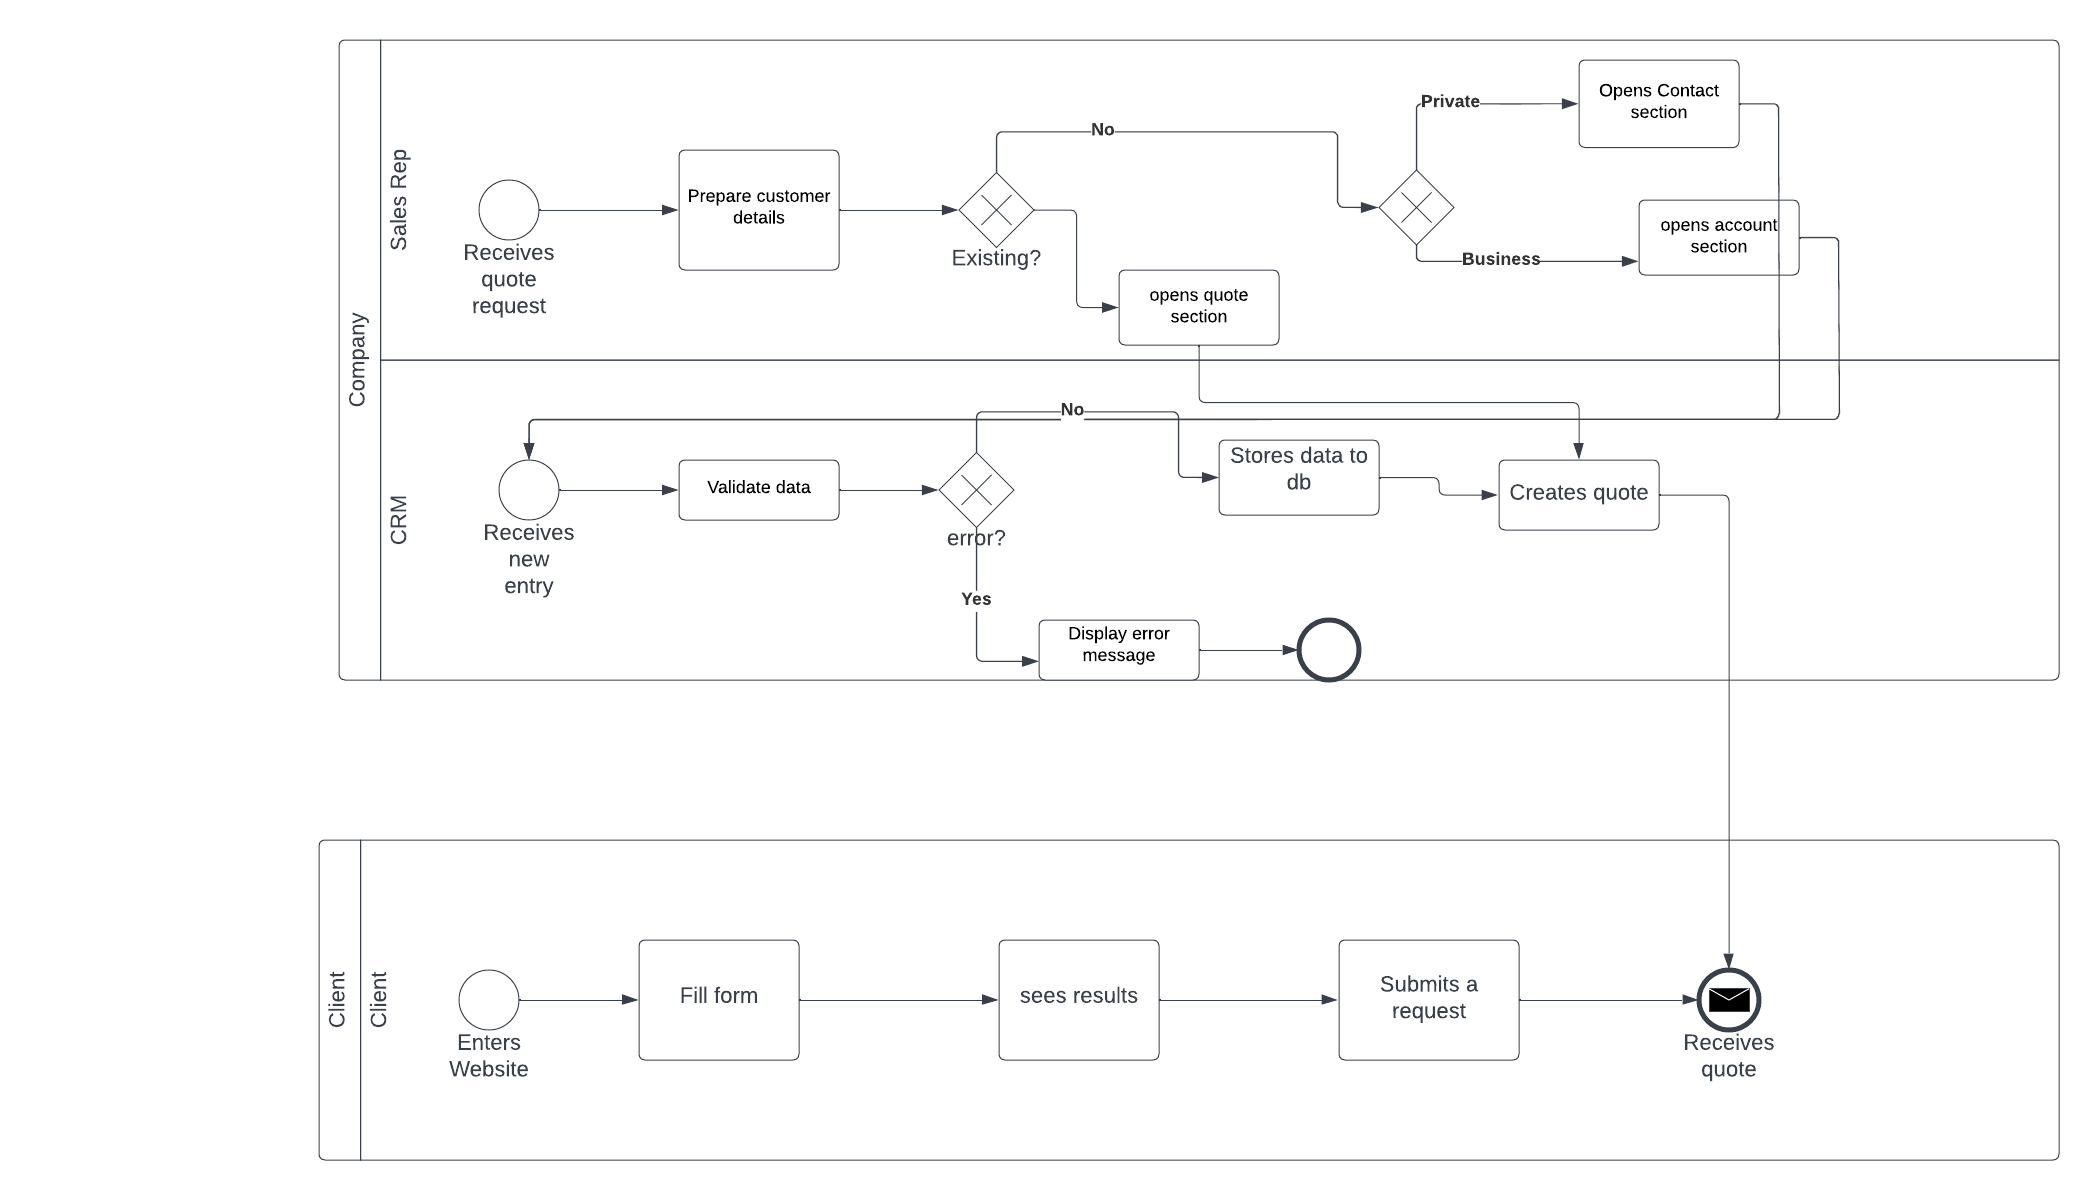 Company
Sales Rep
Receives
quote
request
Prepare customer
details
Existing?
No
opens quote
section
Private
Business
Opens Contact
section
opens account
section
CRM
Receives
new
entry
Validate data
error?
No
Yes
Stores data to
db
Creates quote
Display error
message
Client
Client
Enters
Website
Fill form
sees results
Submits a
request
Receives
quote